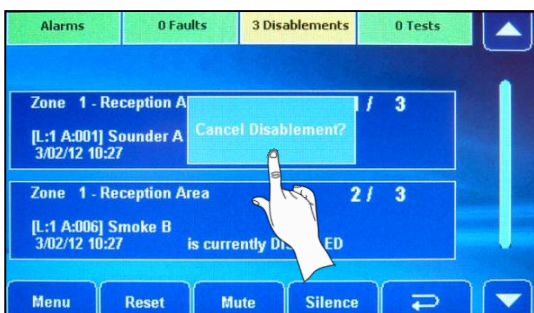 Alarms 0 Faults 3 Disablements 0 Tests
Zone 1 - Reception A / 3
Cancel Disablement?
[L:1 A:001] Sounder A
3/02/12 10:27
Zone 1 - Reception Area 2 / 3
[L:1 A:006] Smoke B
3/02/12 10:27 is currently Di ED
Menu Reset Mute Silence